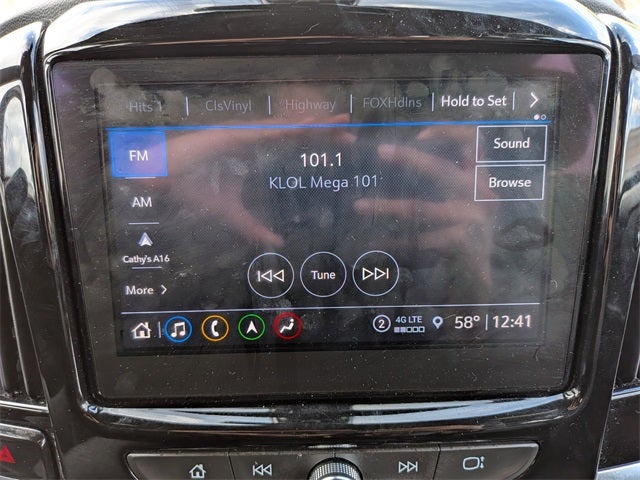 Hits 1 ClsVinyl Highway FOXHdlns Hold to Set
FM
101.1
Sound
KLOL Mega 101
Browse
AM
Cathy's A16
Tune
More
2 4G LTE 58° 12:41